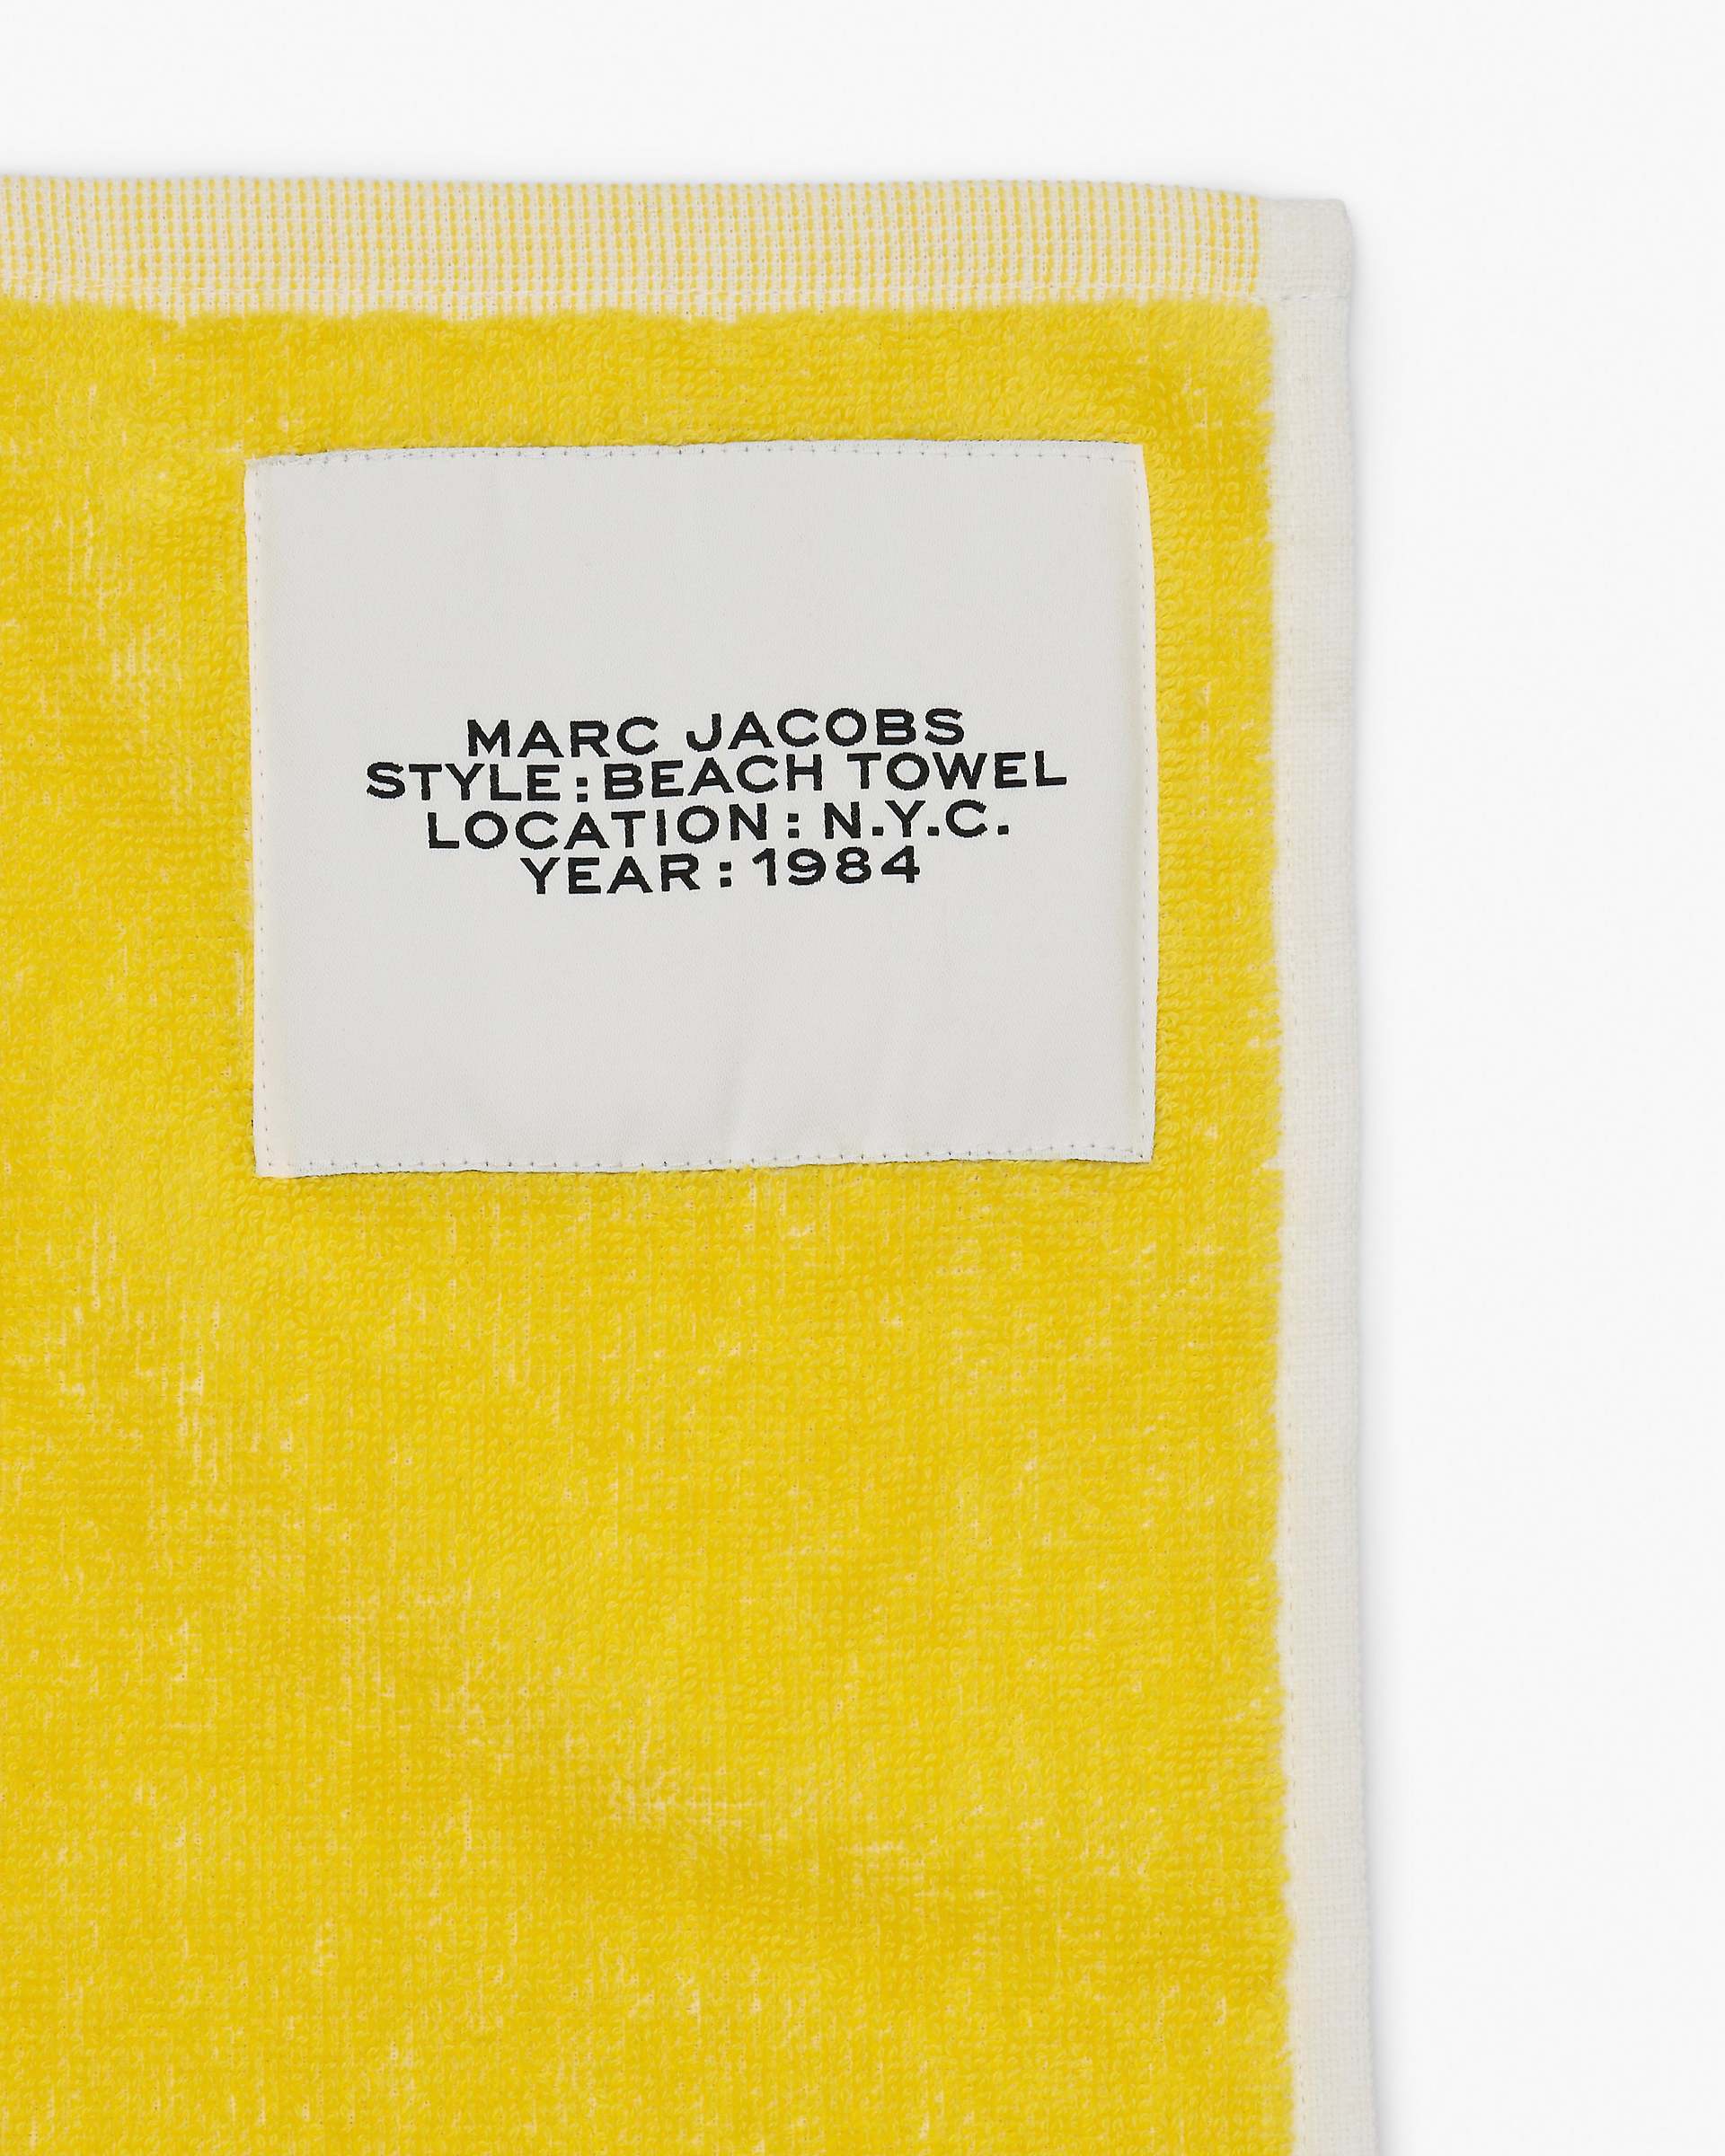 MARC JACOBS
STYLE:BEACH TOWEL
LOCATION: N.Y.C.
YEAR:1984